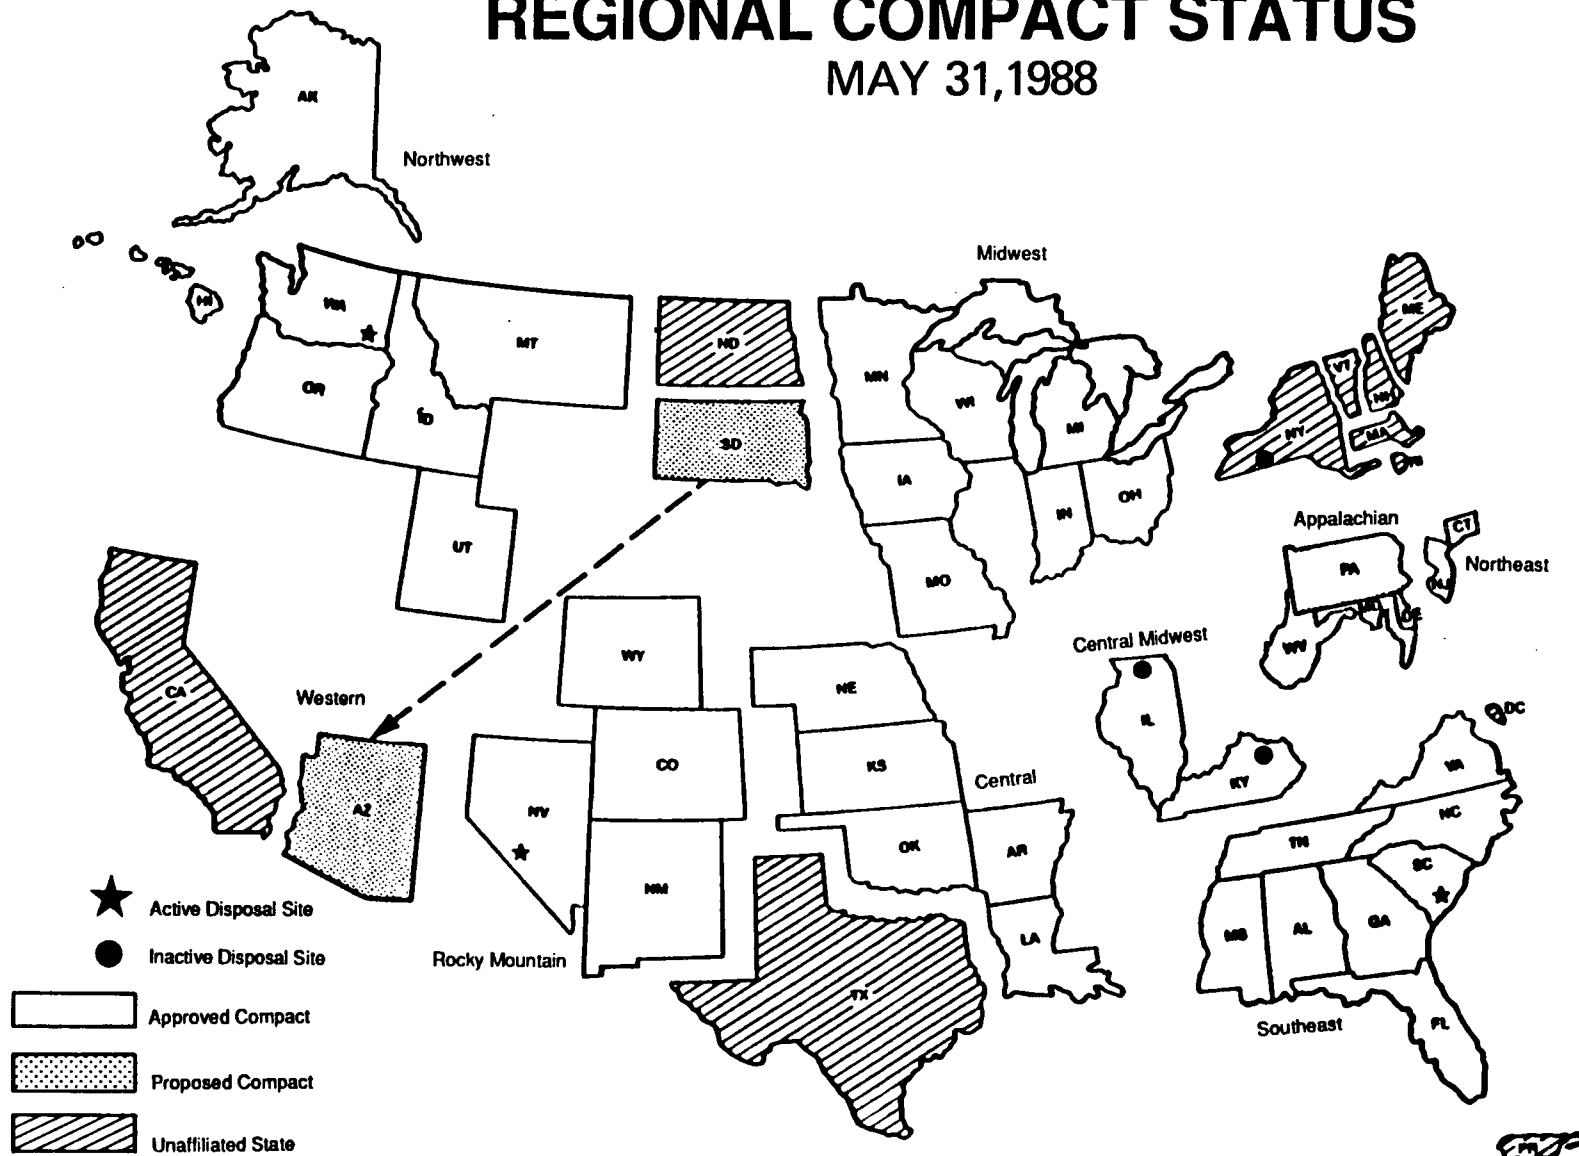 REGIONAL COMPACT STATUS
MAY 31,1988
AK
Northwest
HI
WA
MT
OR
ID
UT
ND
SD
Midwest
MN
WI
MI
IA
IN
OH
MO
ME
VT
NH
NY
MA
RI
Appalachian
CT
Northeast
PA
NJ
MD
DE
WV
Central Midwest
IL
KY
CA
Western
AZ
WY
CO
NV
NM
Rocky Mountain
NE
KS
Central
OK
AR
LA
TX
DC
VA
NC
TN
SC
MS
AL
GA
Southeast
FL
PR
Active Disposal Site
Inactive Disposal Site
Approved Compact
Proposed Compact
Unaffiliated State